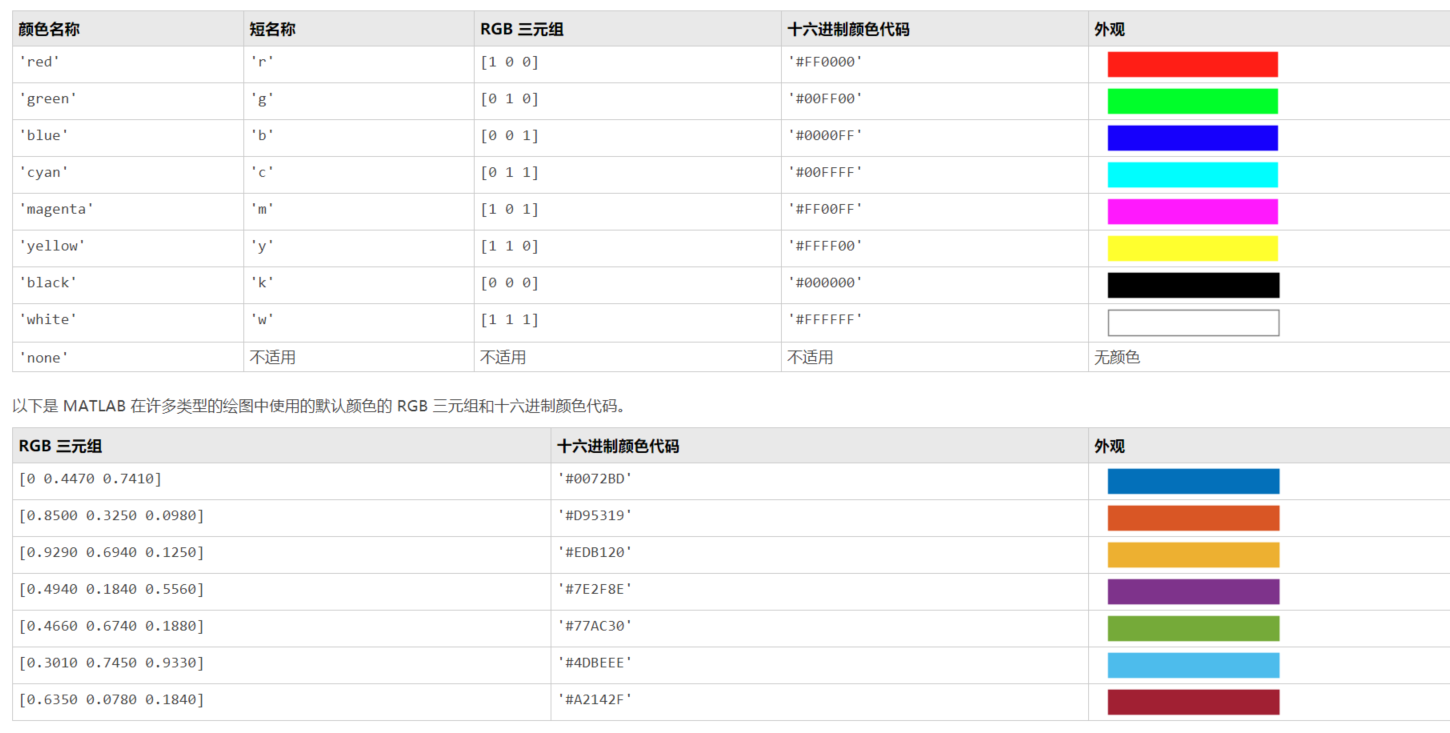 颜色名称 短名称 RGB 三元组 十六进制颜色代码 外观
'red' 'r' [1 0 0] '#FF0000'
'green' 'g' [0 1 0] '#00FF00'
'blue' 'b' [0 0 1] '#0000FF'
'cyan' 'c' [0 1 1] '#00FFFF'
'magenta' 'm' [1 0 1] '#FF00FF'
'yellow' 'y' [1 1 0] '#FFFF00'
'black' 'k' [0 0 0] '#000000'
'white' 'w' [1 1 1] '#FFFFFF'
'none' 不适用 不适用 不适用 无颜色
以下是 MATLAB 在许多类型的绘图中使用的默认颜色的 RGB 三元组和十六进制颜色代码。
RGB 三元组 十六进制颜色代码 外观
[0 0.4470 0.7410] '#0072BD'
[0.8500 0.3250 0.0980] '#D95319'
[0.9290 0.6940 0.1250] '#EDB120'
[0.4940 0.1840 0.5560] '#7E2F8E'
[0.4660 0.6740 0.1880] '#77AC30'
[0.3010 0.7450 0.9330] '#4DBEEE'
[0.6350 0.0780 0.1840] '#A2142F'